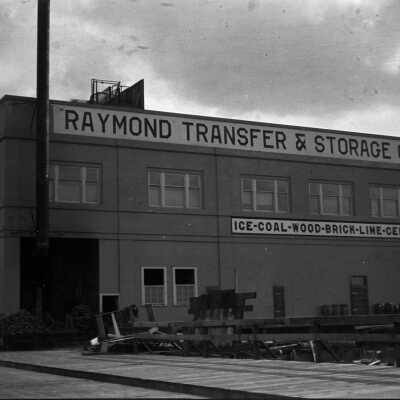 RAYMOND TRANSFER & STORAGE
ICE-COAL-WOOD-BRICK-LIME-CE